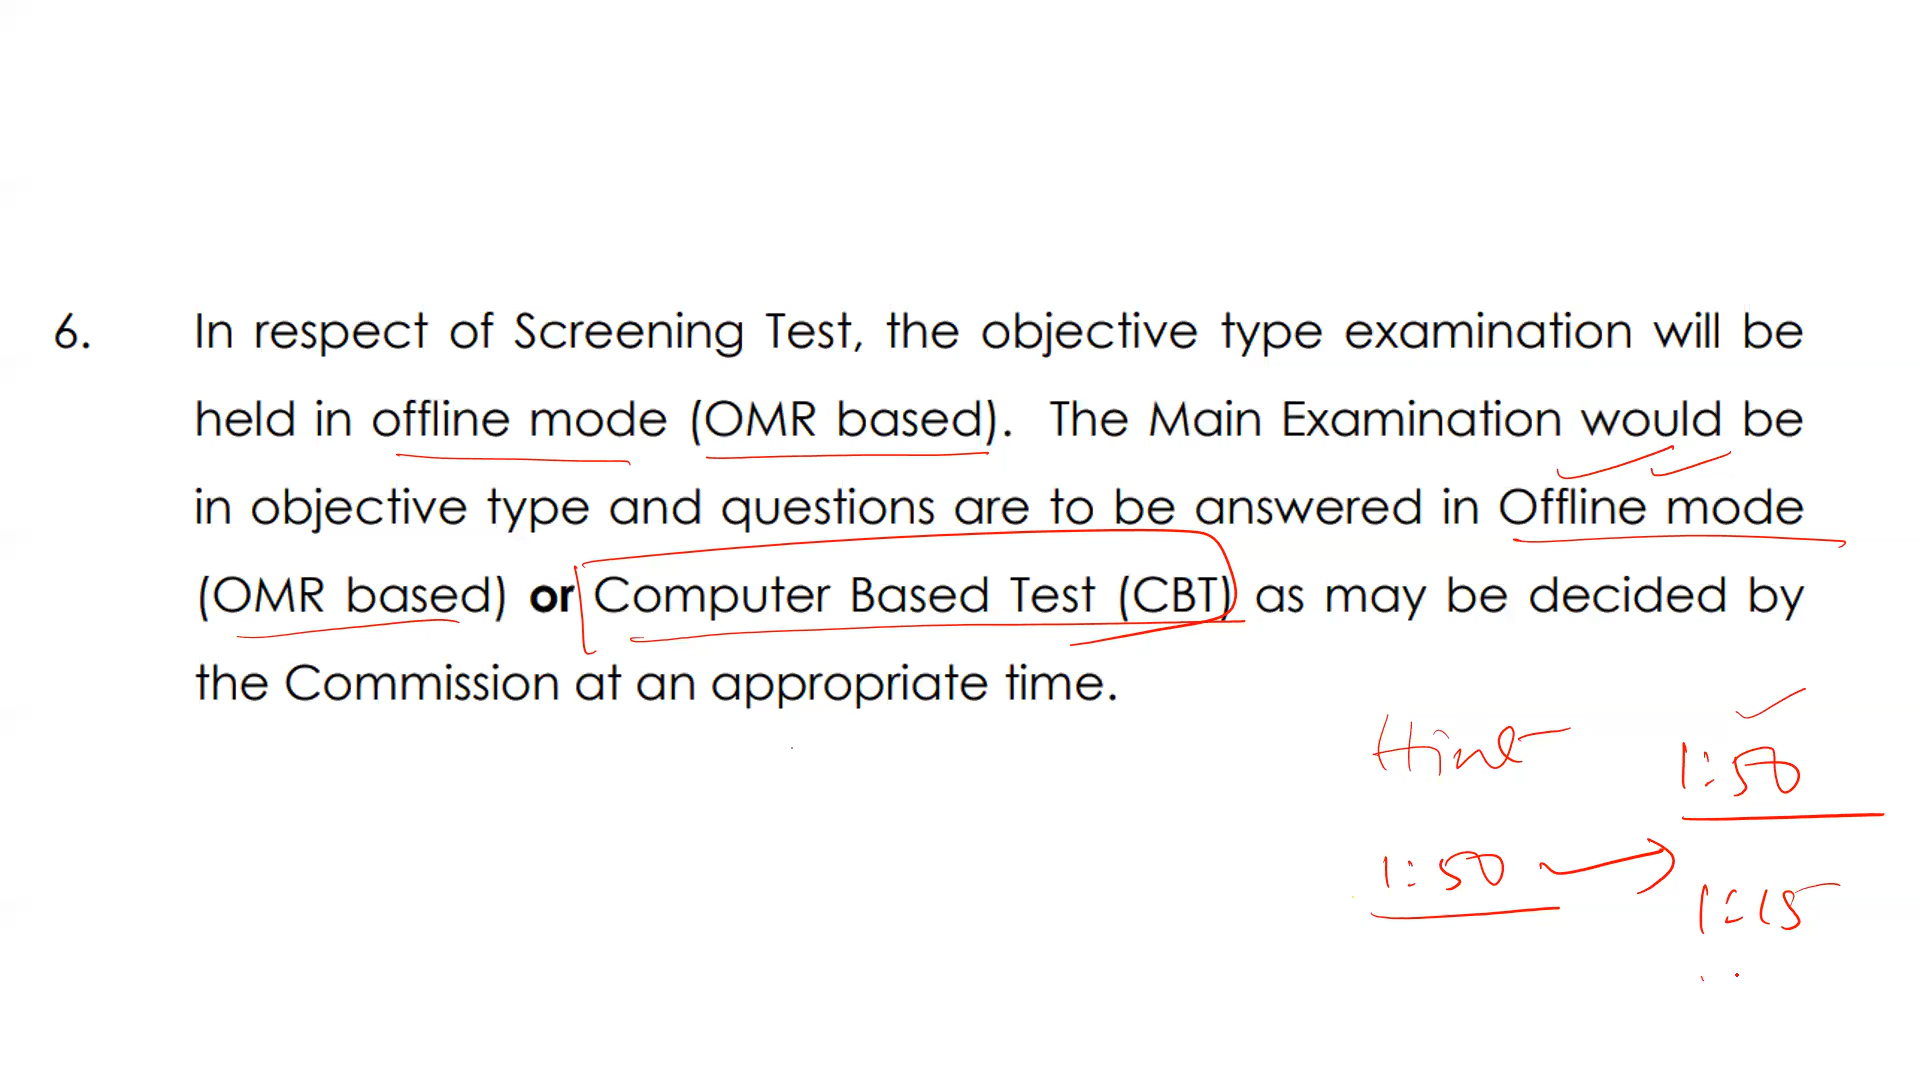 6. In respect of Screening Test, the objective type examination will be
held in offline mode (OMR based). The Main Examination would be
in objective type and questions are to be answered in Offline mode
(OMR based) or Computer Based Test (CBT) as may be decided by
the Commission at an appropriate time.
Hint 1:50
1:50 → 1:15